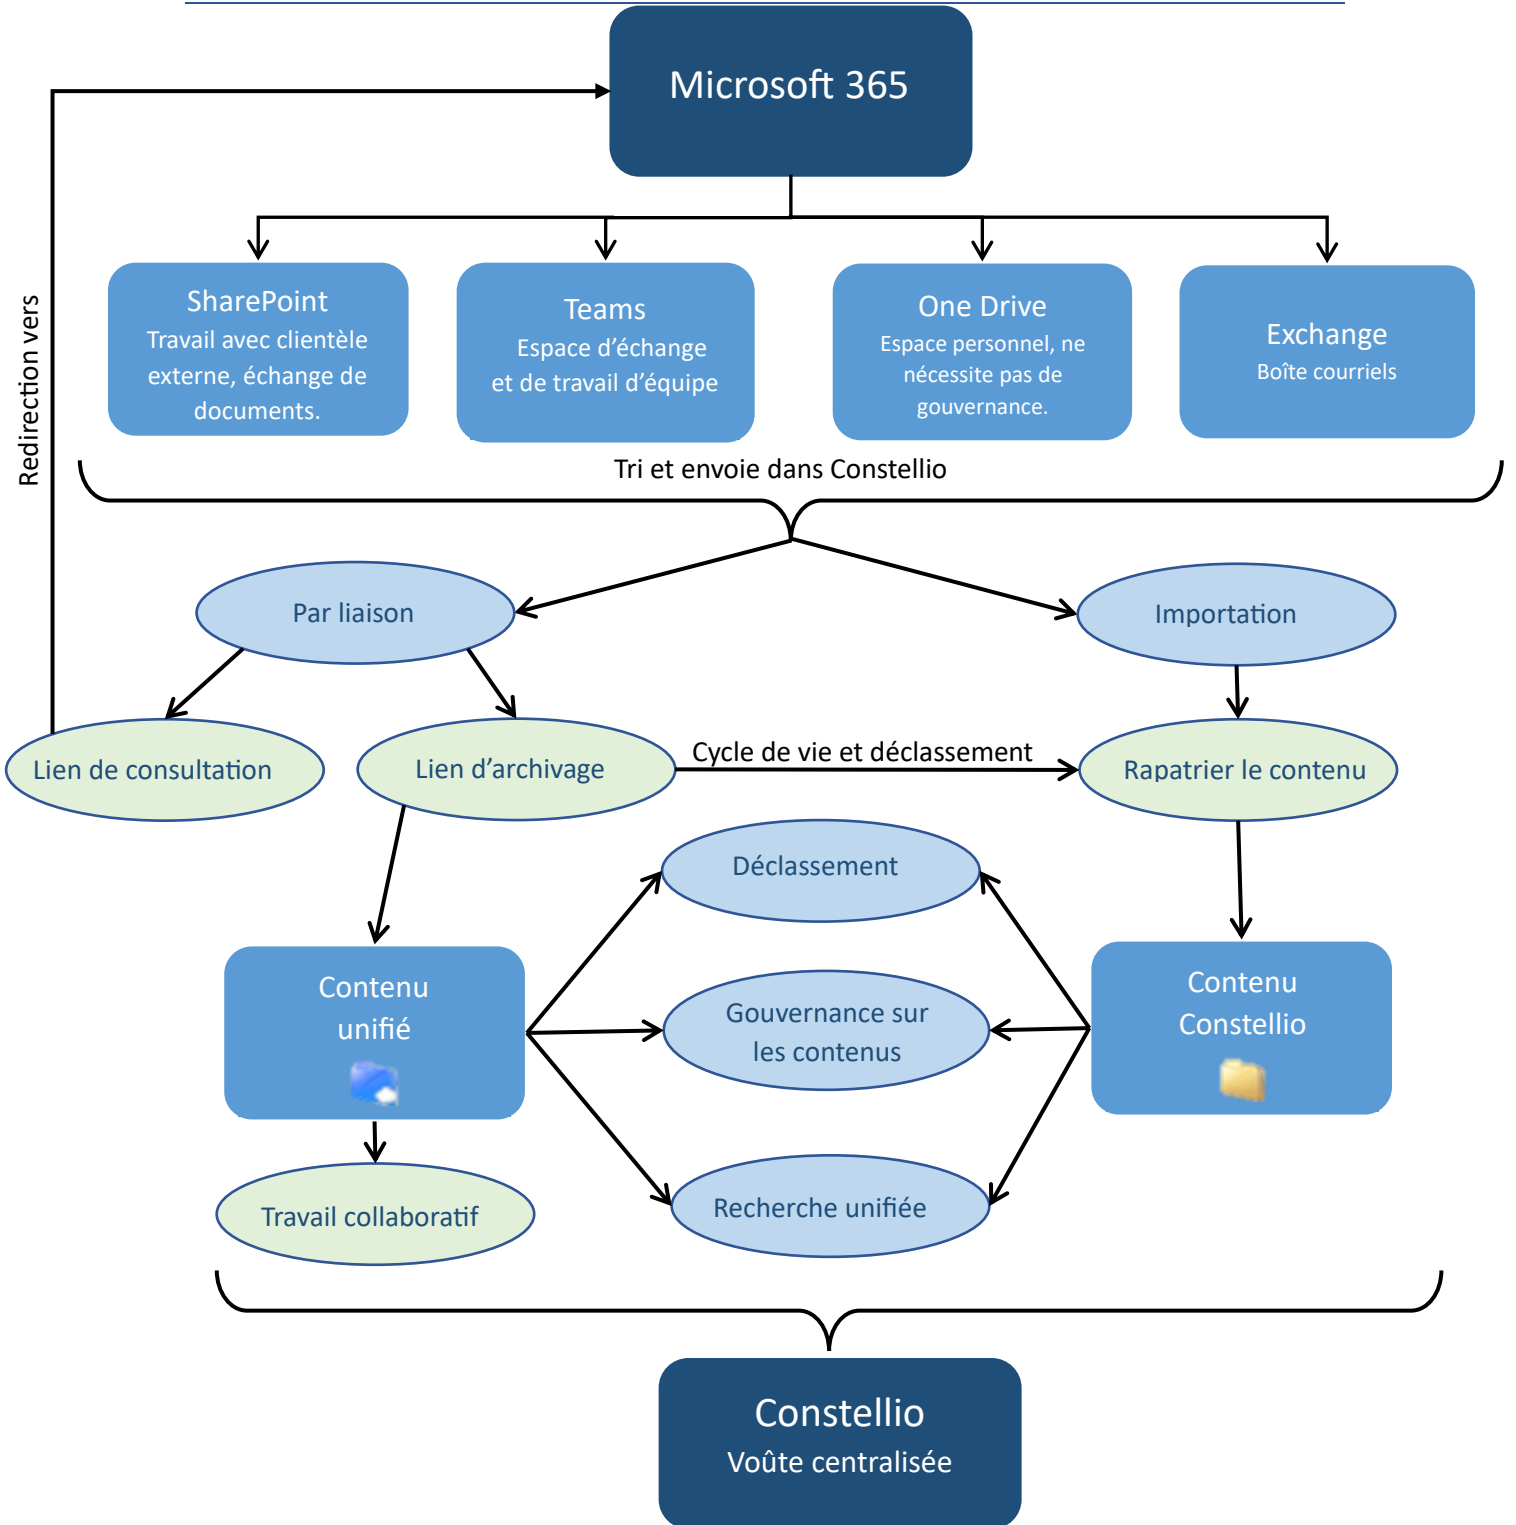 Microsoft 365
Redirection vers
SharePoint
Travail avec clientèle
externe, échange de
documents.
Teams
Espace d’échange
et de travail d’équipe
One Drive
Espace personnel, ne
nécessite pas de
gouvernance.
Exchange
Boîte courriels
Tri et envoie dans Constellio
Par liaison
Importation
Lien de consultation
Lien d’archivage
Cycle de vie et déclassement
Rapatrier le contenu
Déclassement
Contenu
unifié
Gouvernance sur
les contenus
Contenu
Constellio
Travail collaboratif
Recherche unifiée
Constellio
Voûte centralisée